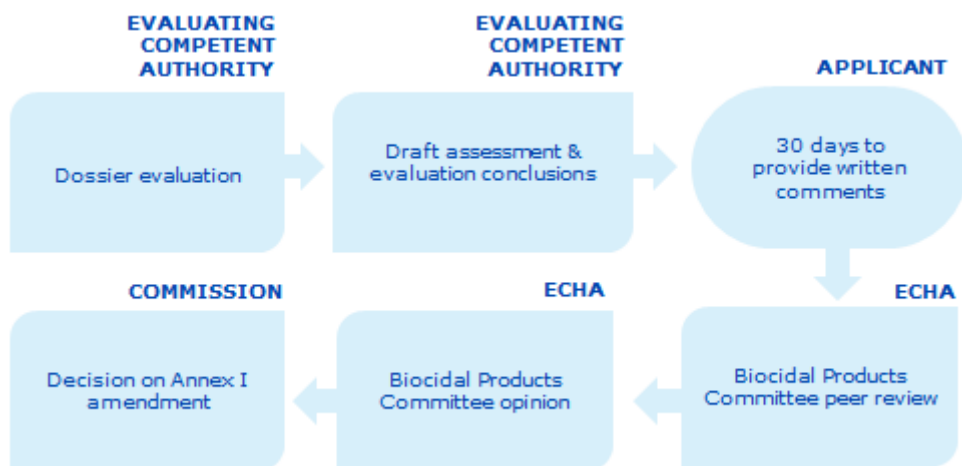 EVALUATING
COMPETENT
AUTHORITY
Dossier evaluation
EVALUATING
COMPETENT
AUTHORITY
Draft assessment &
evaluation conclusions
APPLICANT
30 days to
provide written
comments
ECHA
Biocidal Products
Committee peer review
ECHA
Biocidal Products
Committee opinion
COMMISSION
Decision on Annex I
amendment